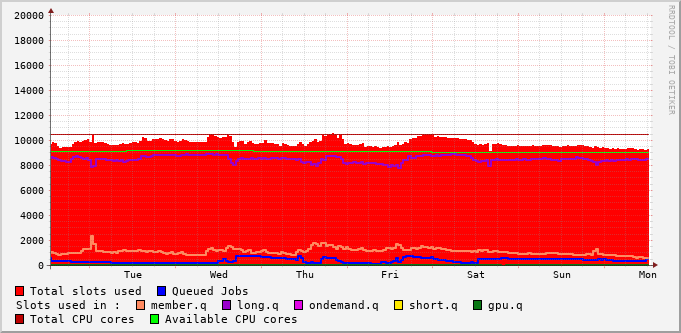 RRDTOOL / TOBI OETIKER
20000
18000
16000
14000
12000
10000
8000
6000
4000
2000
0
Tue Wed Thu Fri Sat Sun Mon
Total slots used Queued Jobs
Slots used in : member.q long.q ondemand.q short.q gpu.q
Total CPU cores Available CPU cores